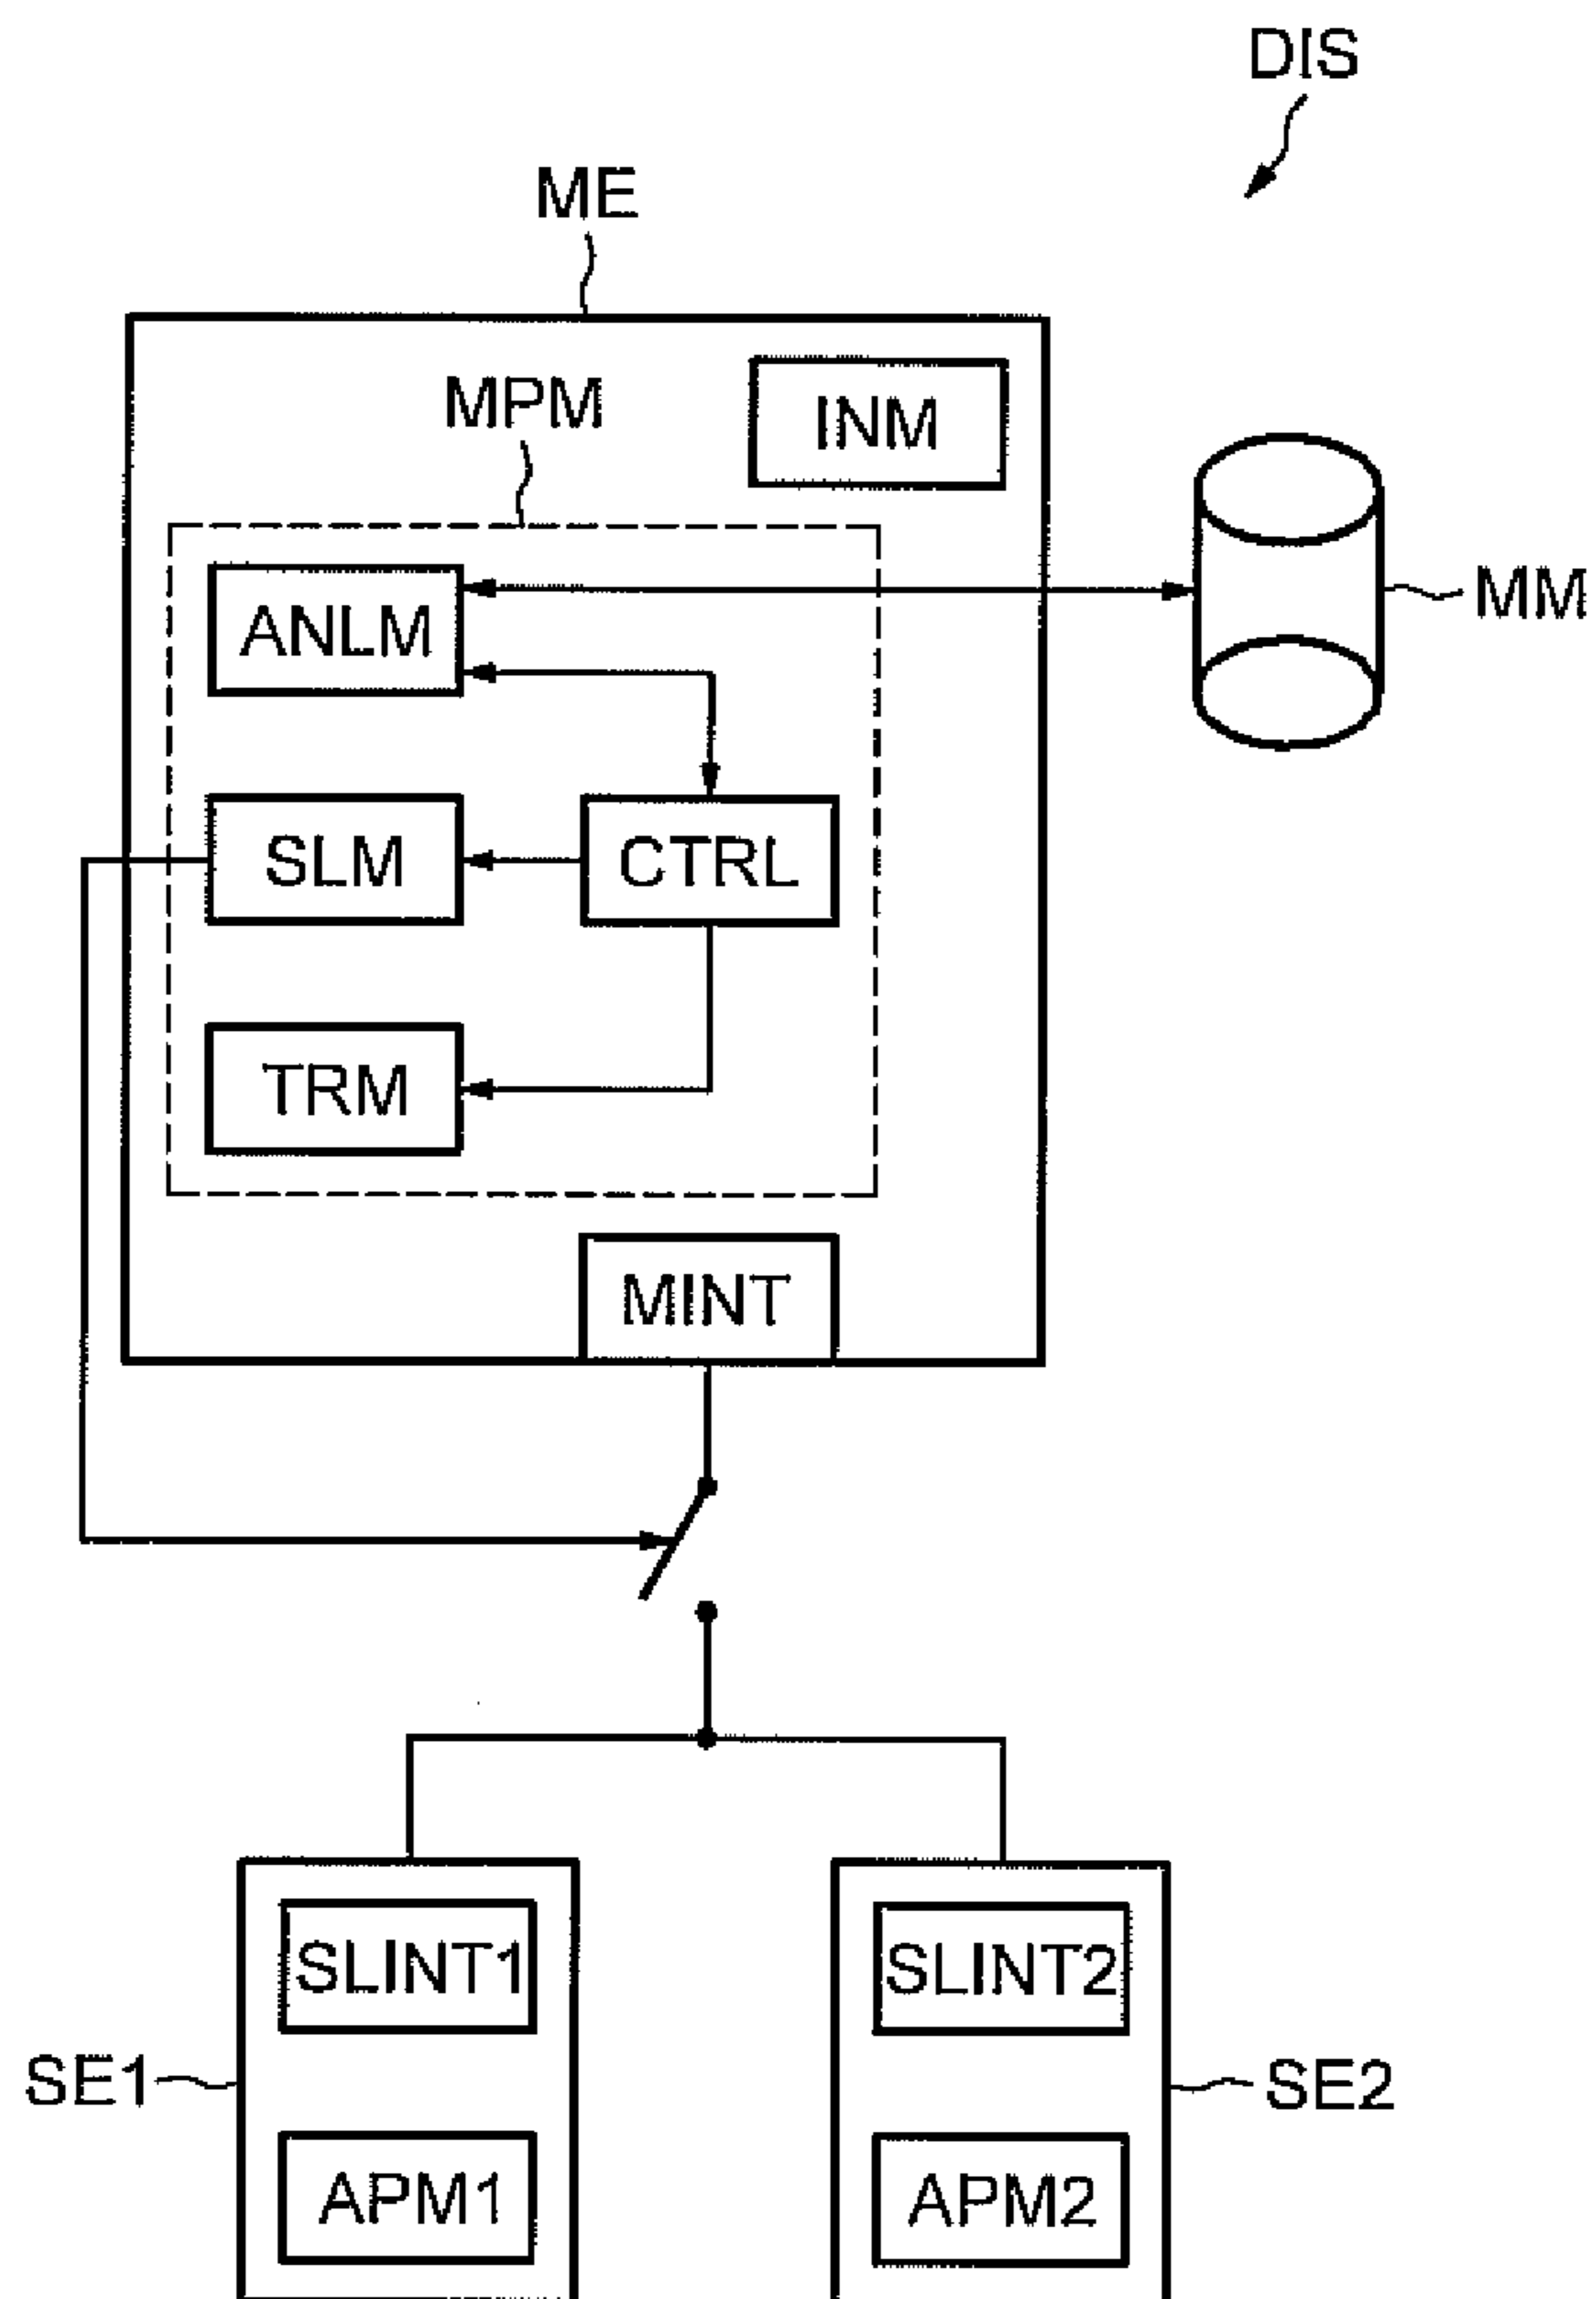 DIS
ME
MPM
INM
ANLM
MM
SLM
CTRL
TRM
MINT
SLINT1
SLINT2
SE1
SE2
APM1
APM2